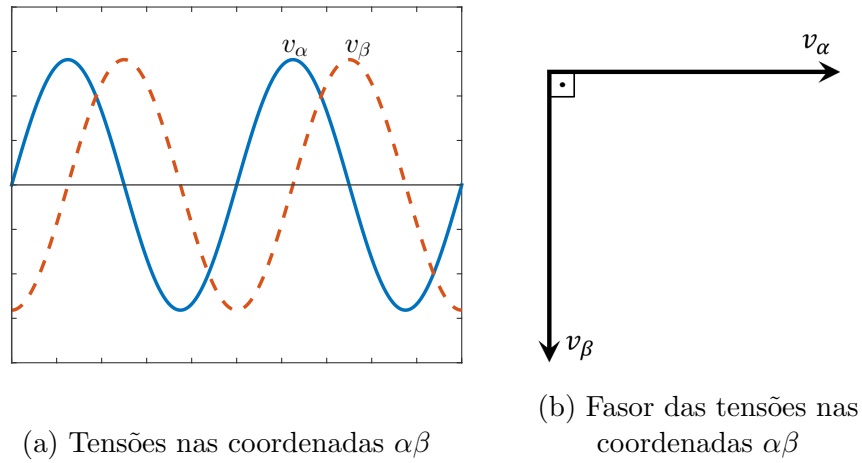 vα vβ
vα
vβ
(a) Tensões nas coordenadas αβ
(b) Fasor das tensões nas
coordenadas αβ